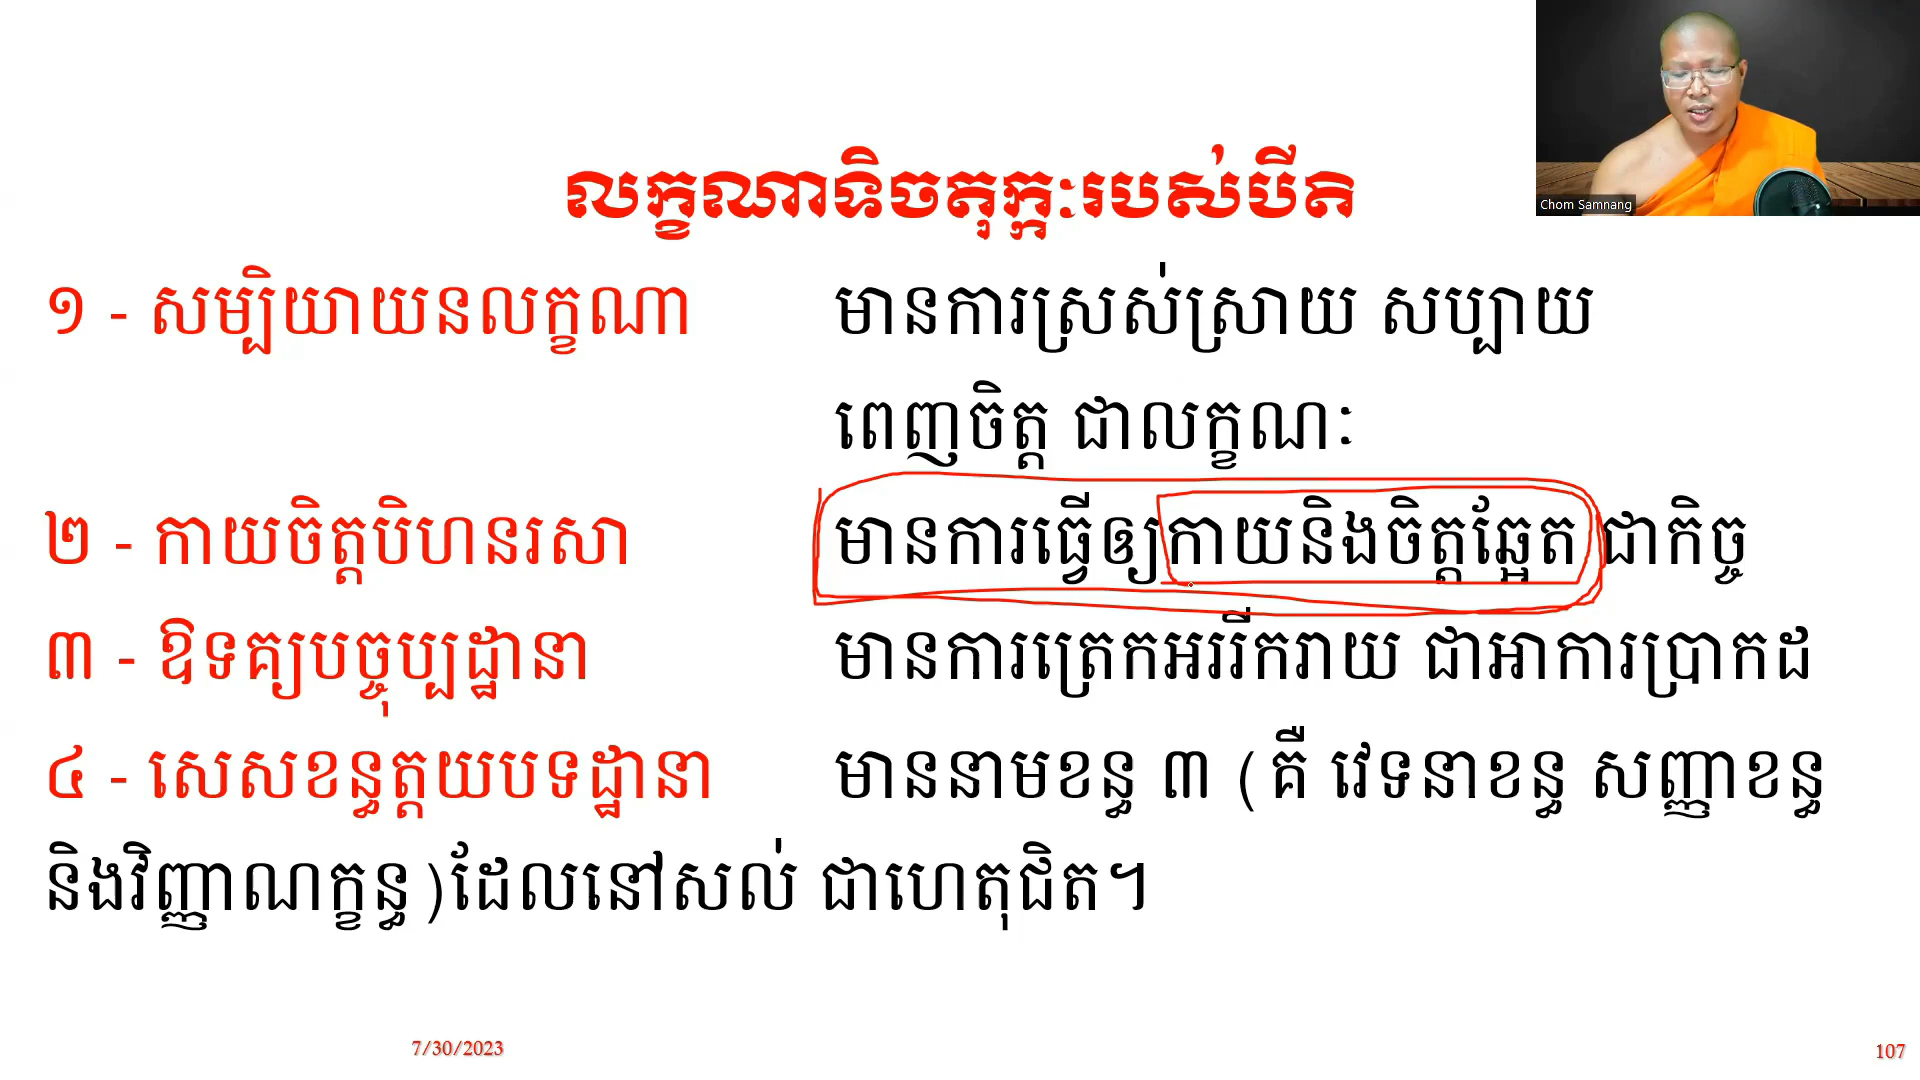 Chom Samnang
លក្ខណាទិចតុក្កៈរបស់បីតិ
១ - សម្បិយាយនលក្ខណា មានការស្រស់ស្រាយ សប្បាយ
ពេញចិត្ត ជាលក្ខណៈ
២ - កាយចិត្តបិហនរសា មានការធ្វើឲ្យកាយនិងចិត្តឆ្អែត ជាកិច្ច
៣ - ឱទគ្យបច្ចុប្បដ្ឋានា មានការត្រេកអររីករាយ ជាអាការប្រាកដ
៤ - សេសខន្ធត្តយបទដ្ឋានា មាននាមខន្ធ ៣ (គឺ វេទនាខន្ធ សញ្ញាខន្ធ
និងវិញ្ញាណក្ខន្ធ)ដែលនៅសល់ ជាហេតុជិត។
7/30/2023
107